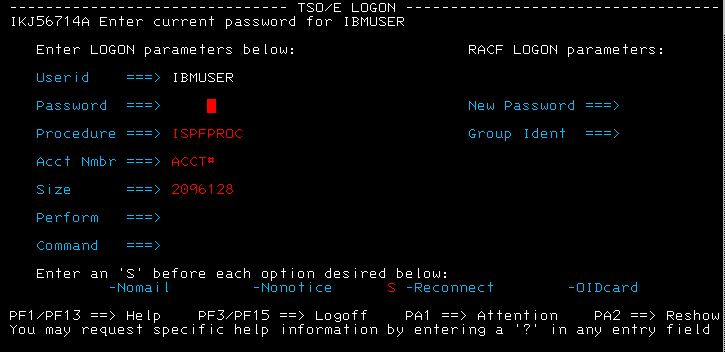 ------------------------------- TSO/E LOGON -----------------------------------
IKJ56714A Enter current password for IBMUSER
Enter LOGON parameters below: RACF LOGON parameters:
Userid ===> IBMUSER
Password ===> New Password ===>
Procedure ===> ISPFPROC Group Ident ===>
Acct Nmbr ===> ACCT#
Size ===> 2096128
Perform ===>
Command ===>
Enter an 'S' before each option desired below:
-Nomail -Nonotice S -Reconnect -OIDcard
PF1/PF13 ==> Help PF3/PF15 ==> Logoff PA1 ==> Attention PA2 ==> Reshow
You may request specific help information by entering a '?' in any entry field